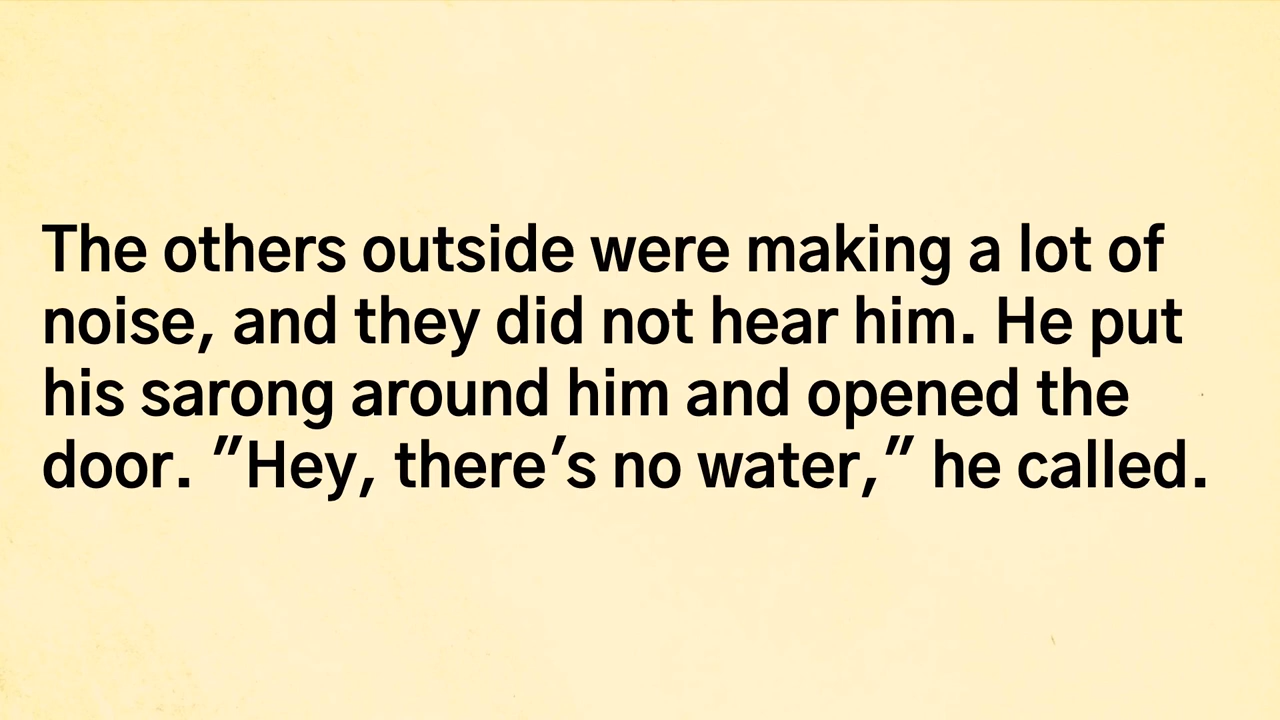 The others outside were making a lot of
noise, and they did not hear him. He put
his sarong around him and opened the
door. "Hey, there's no water," he called.